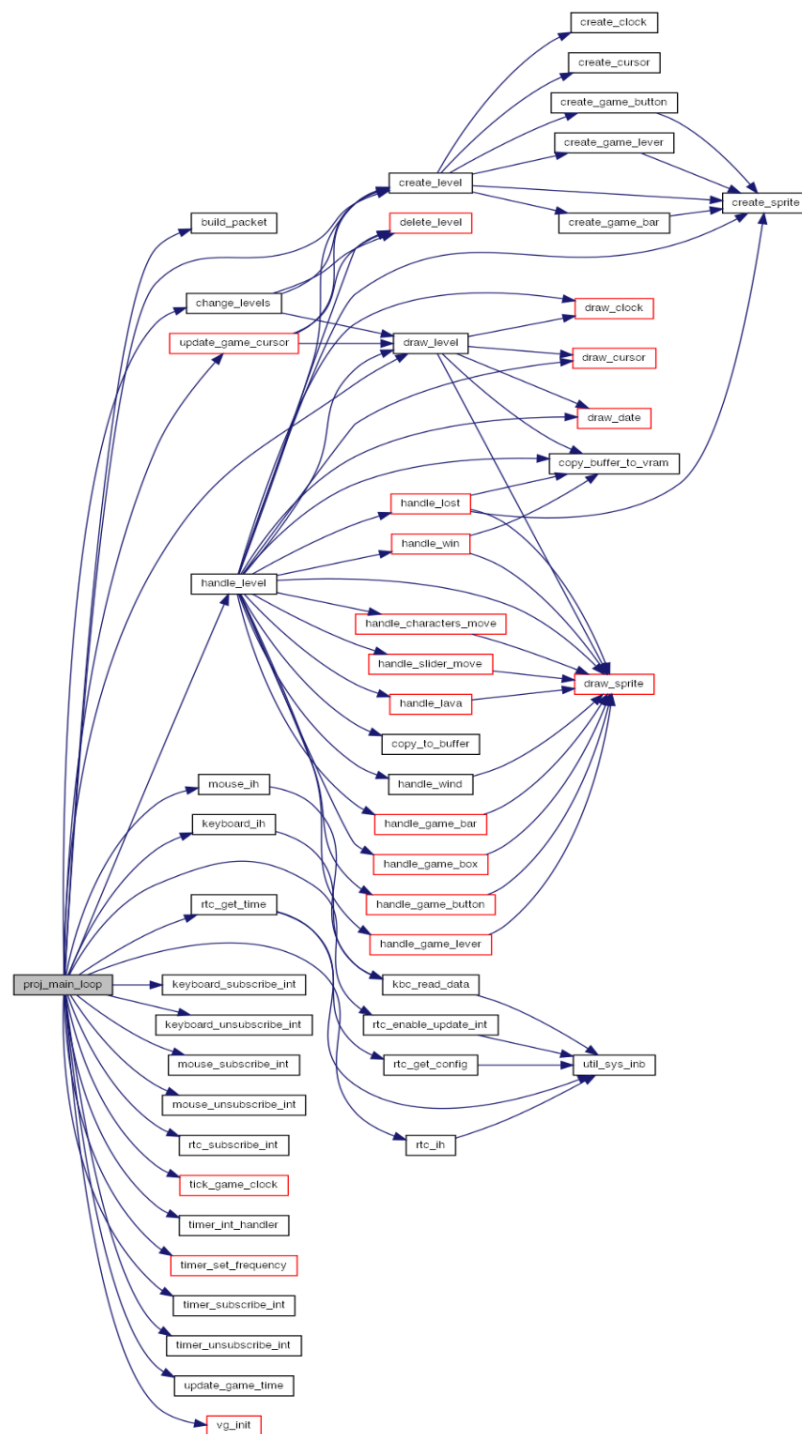 create_clock
create_cursor
create_game_button
create_game_lever
create_level
create_sprite
build_packet
delete_level
create_game_bar
change_levels
draw_clock
update_game_cursor
draw_level
draw_cursor
draw_date
copy_buffer_to_vram
handle_lost
handle_win
handle_level
handle_characters_move
handle_slider_move
draw_sprite
handle_lava
copy_to_buffer
mouse_ih
handle_wind
keyboard_ih
handle_game_bar
handle_game_box
rtc_get_time
handle_game_button
handle_game_lever
proj_main_loop
keyboard_subscribe_int
kbc_read_data
keyboard_unsubscribe_int
rtc_enable_update_int
mouse_subscribe_int
rtc_get_config
util_sys_inb
mouse_unsubscribe_int
rtc_subscribe_int
rtc_ih
tick_game_clock
timer_int_handler
timer_set_frequency
timer_subscribe_int
timer_unsubscribe_int
update_game_time
vg_init